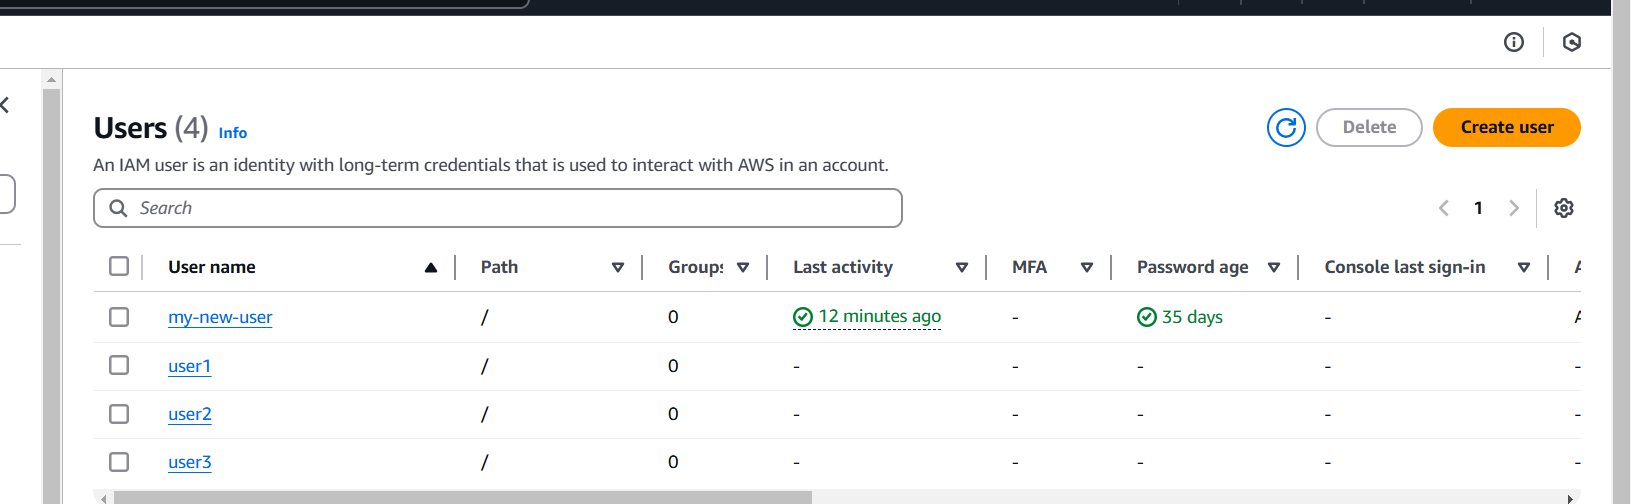 Users (4) Info
Delete
Create user
An IAM user is an identity with long-term credentials that is used to interact with AWS in an account.
Search
1
User name Path Groups Last activity MFA Password age Console last sign-in
my-new-user / 0 12 minutes ago - 35 days -
user1 / 0 - - - - -
user2 / 0 - - - - -
user3 / 0 - - - - -